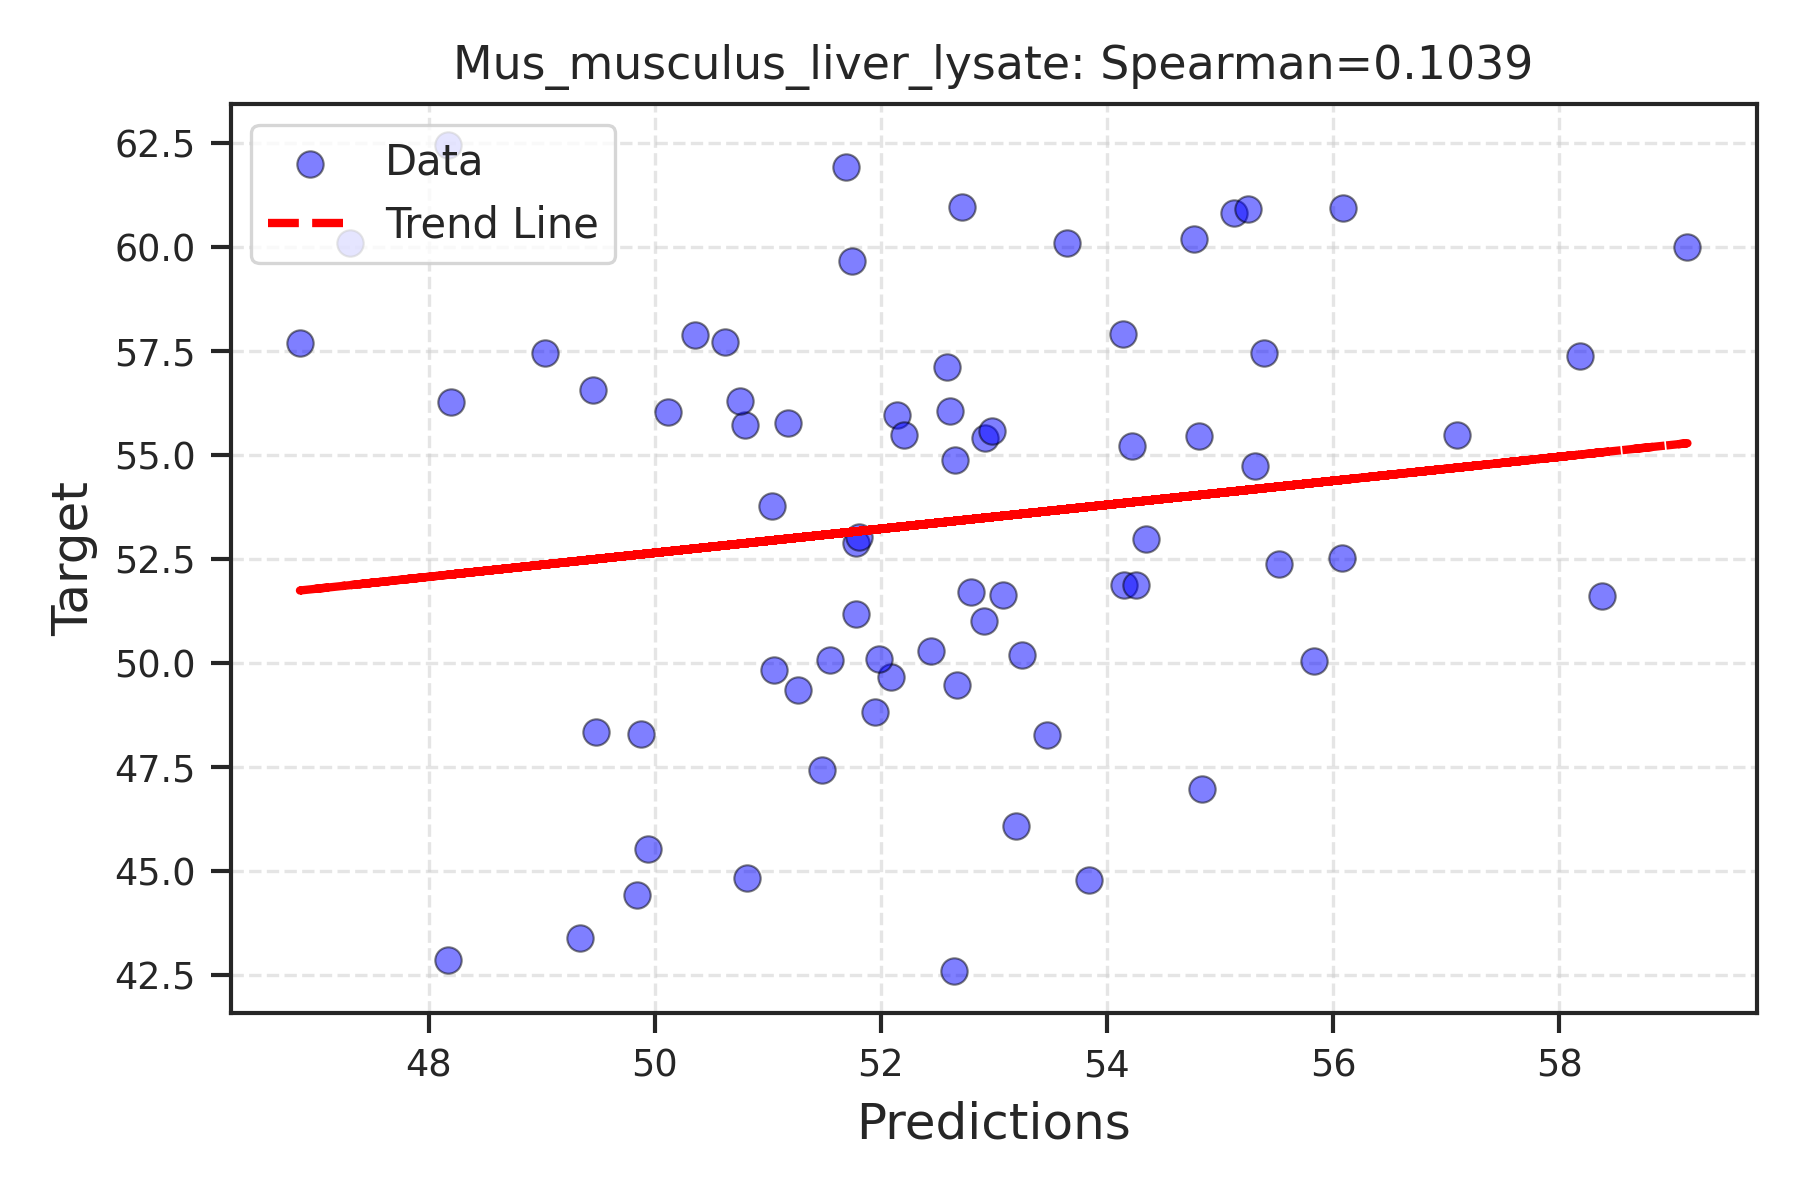 Mus_musculus_liver_lysate: Spearman=0.1039
Data
Trend Line
Target
62.5
60.0
57.5
55.0
52.5
50.0
47.5
45.0
42.5
48 50 52 54 56 58
Predictions